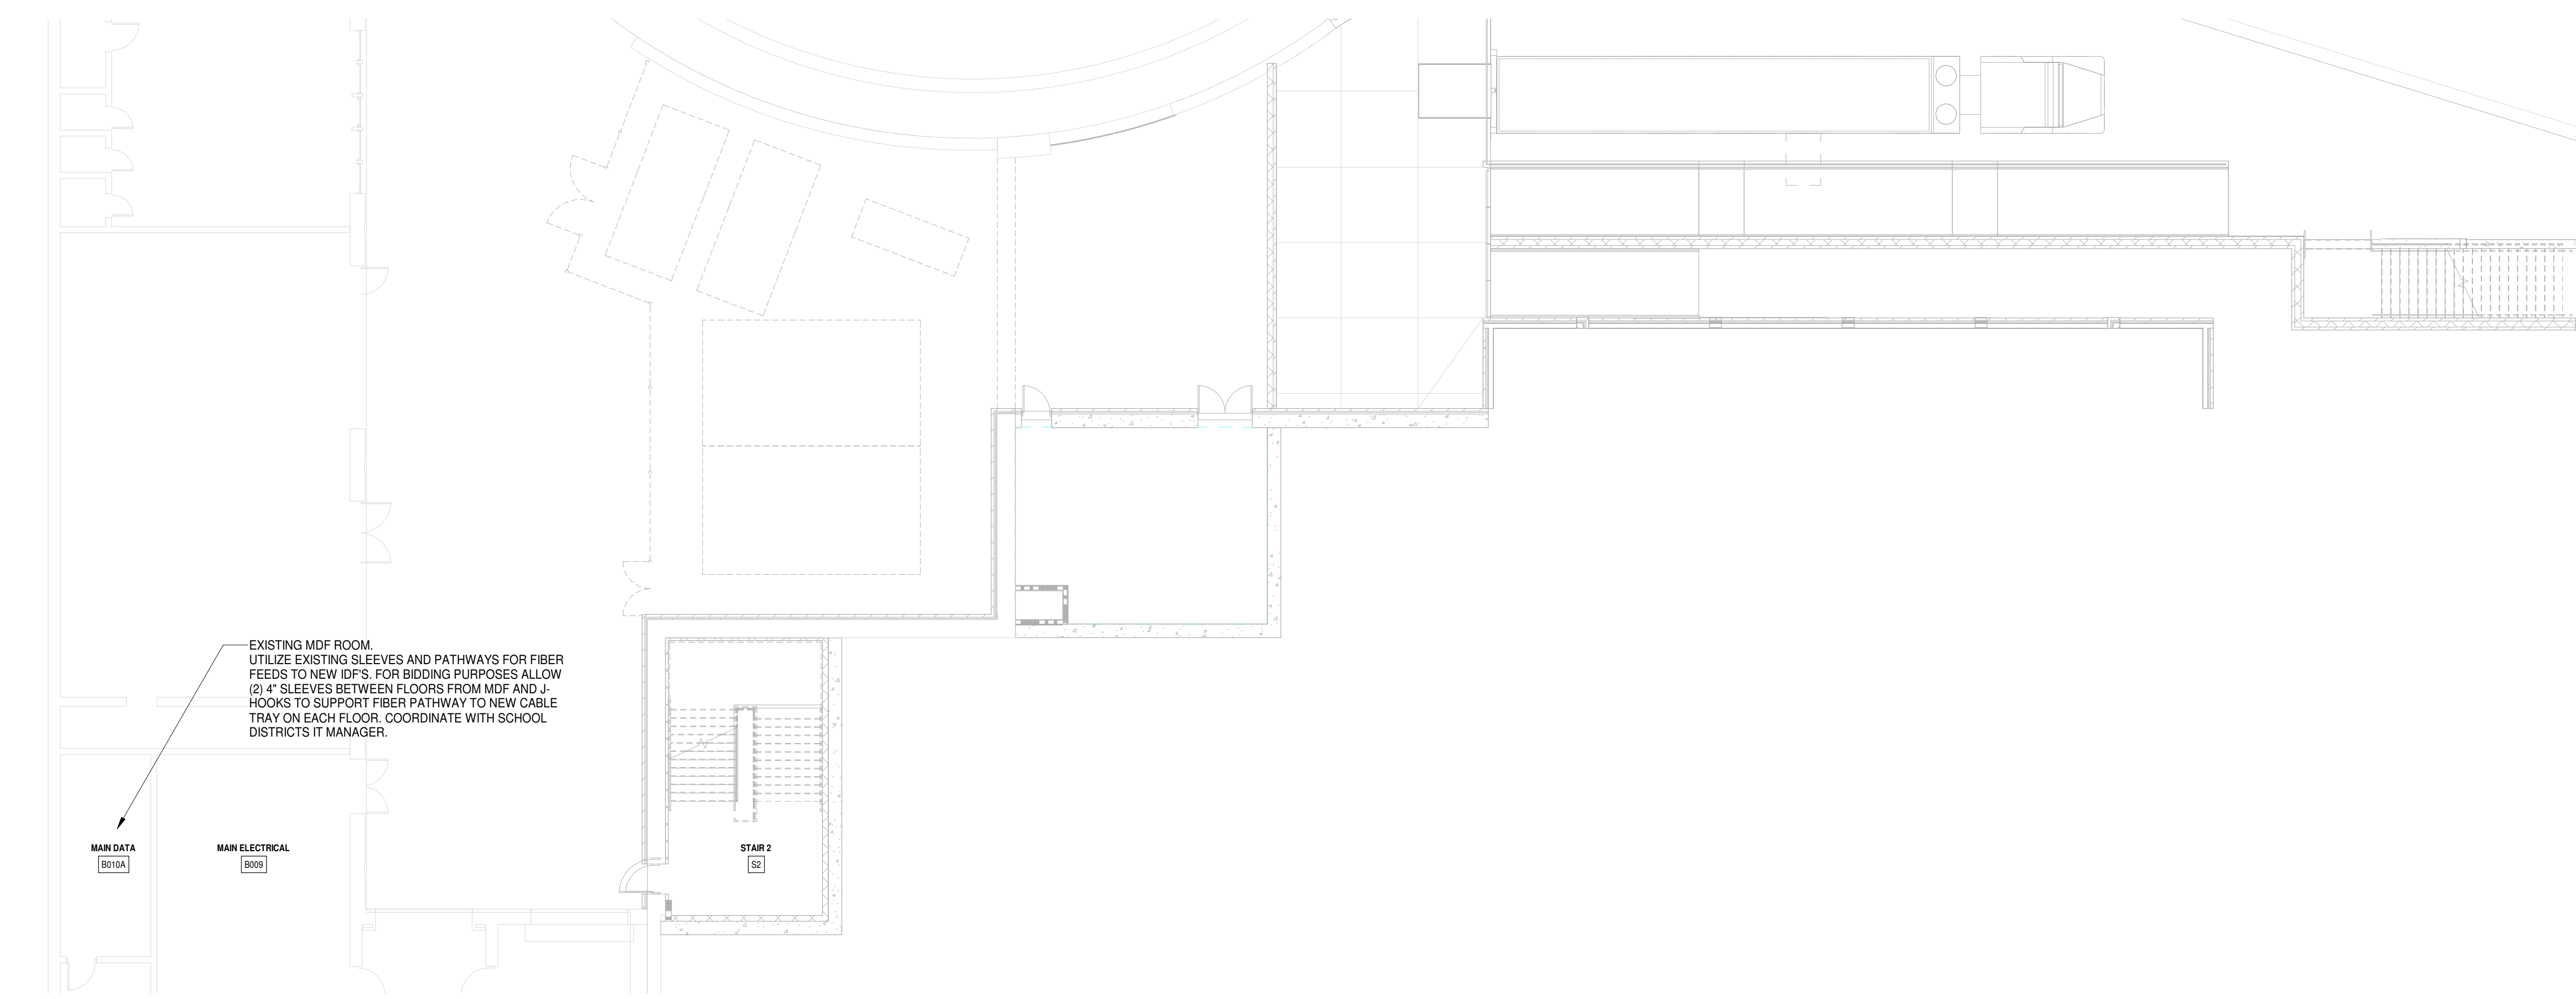 EXISTING MDF ROOM.
UTILIZE EXISTING SLEEVES AND PATHWAYS FOR FIBER
FEEDS TO NEW IDF'S. FOR BIDDING PURPOSES ALLOW
(2) 4" SLEEVES BETWEEN FLOORS FROM MDF AND J-
HOOKS TO SUPPORT FIBER PATHWAY TO NEW CABLE
TRAY ON EACH FLOOR. COORDINATE WITH SCHOOL
DISTRICTS IT MANAGER.
MAIN DATA
B010A
MAIN ELECTRICAL
B009
STAIR 2
S2